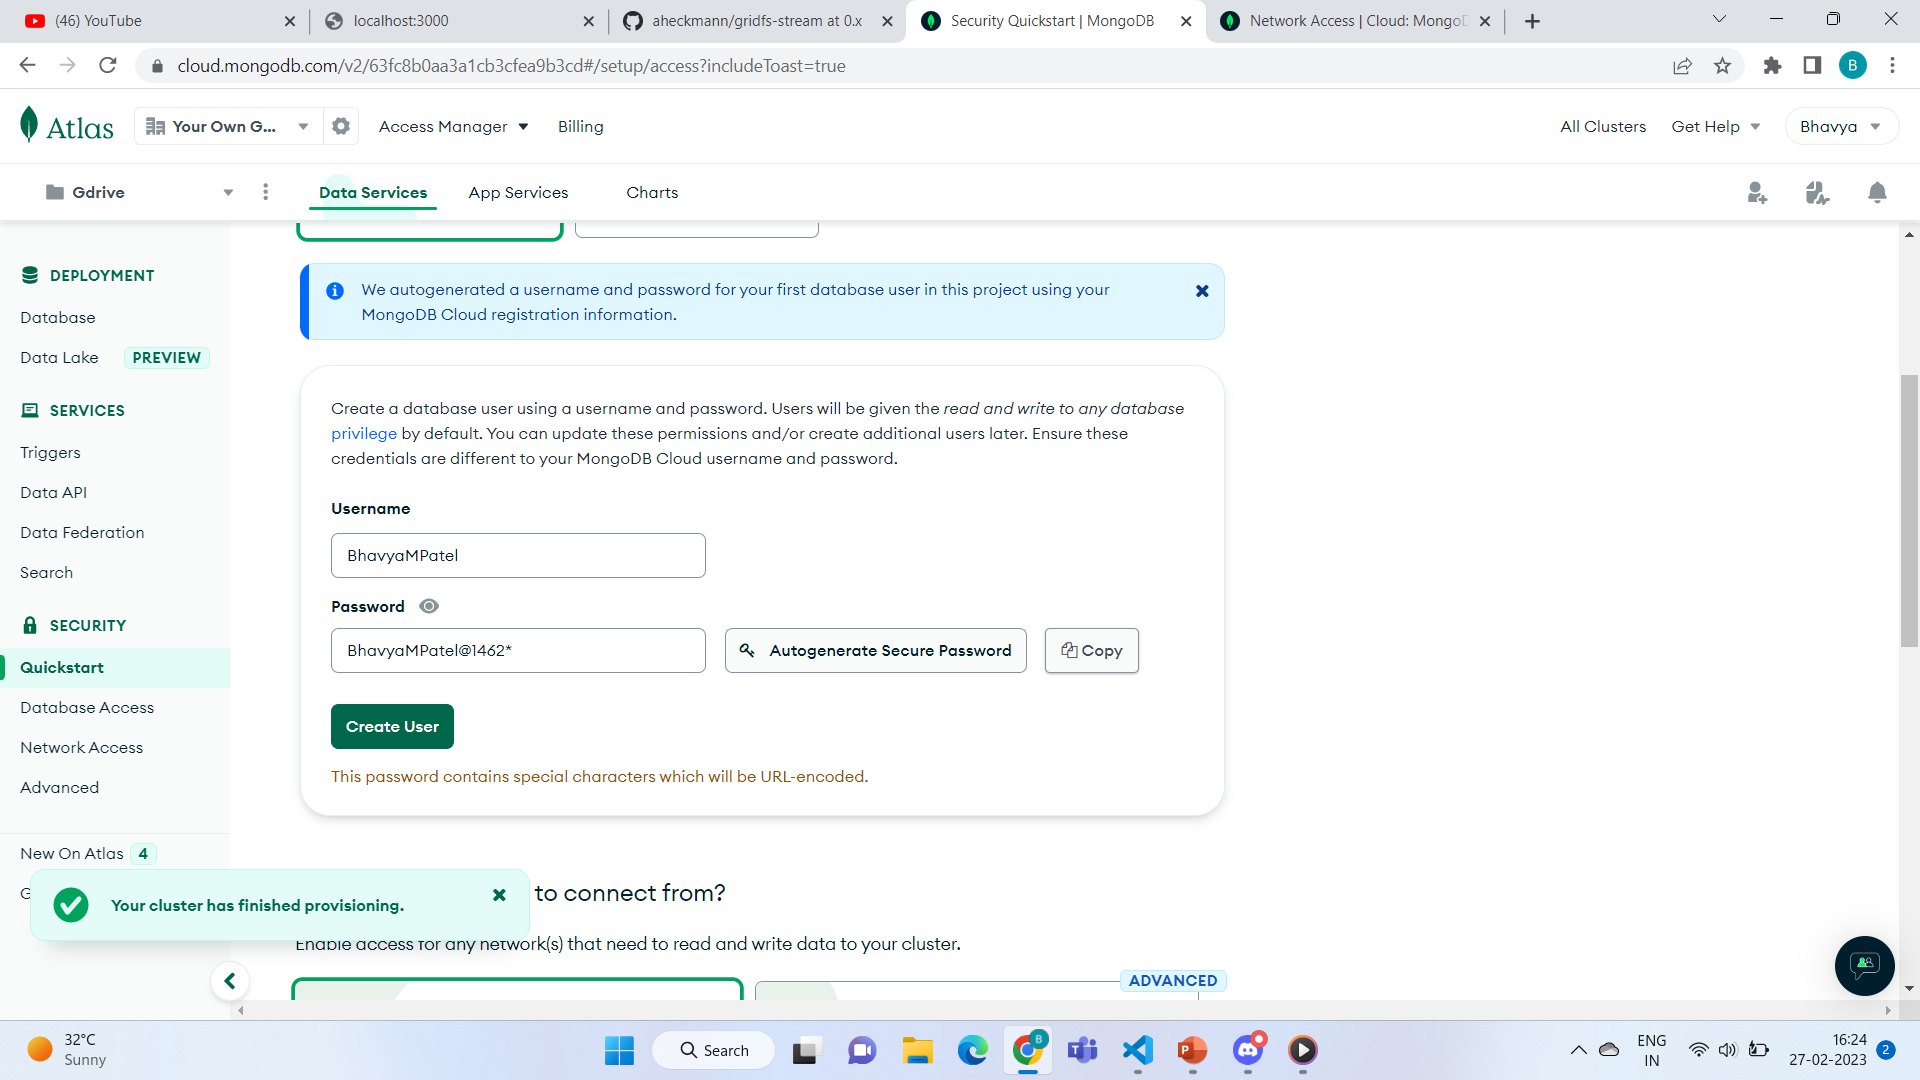 (46) YouTube
localhost:3000
aheckmann/gridfs-stream at 0.x
Security Quickstart | MongoDB
Network Access | Cloud: MongoD
cloud.mongodb.com/v2/63fc8b0aa3a1cb3cfea9b3cd#/setup/access?includeToast=true
B
Atlas
Your Own G...
Access Manager
Billing
All Clusters
Get Help
Bhavya
Gdrive
Data Services
App Services
Charts
DEPLOYMENT
Database
Data Lake PREVIEW
SERVICES
Triggers
Data API
Data Federation
Search
SECURITY
Quickstart
Database Access
Network Access
Advanced
New On Atlas 4
G
We autogenerated a username and password for your first database user in this project using your
MongoDB Cloud registration information.
Create a database user using a username and password. Users will be given the read and write to any database
privilege by default. You can update these permissions and/or create additional users later. Ensure these
credentials are different to your MongoDB Cloud username and password.
Username
BhavyaMPatel
Password
BhavyaMPatel@1462*
Autogenerate Secure Password
Copy
Create User
This password contains special characters which will be URL-encoded.
Your cluster has finished provisioning.
to connect from?
Enable access for any network(s) that need to read and write data to your cluster.
ADVANCED
32°C
Sunny
Search
B
ENG
IN
16:24
27-02-2023
2